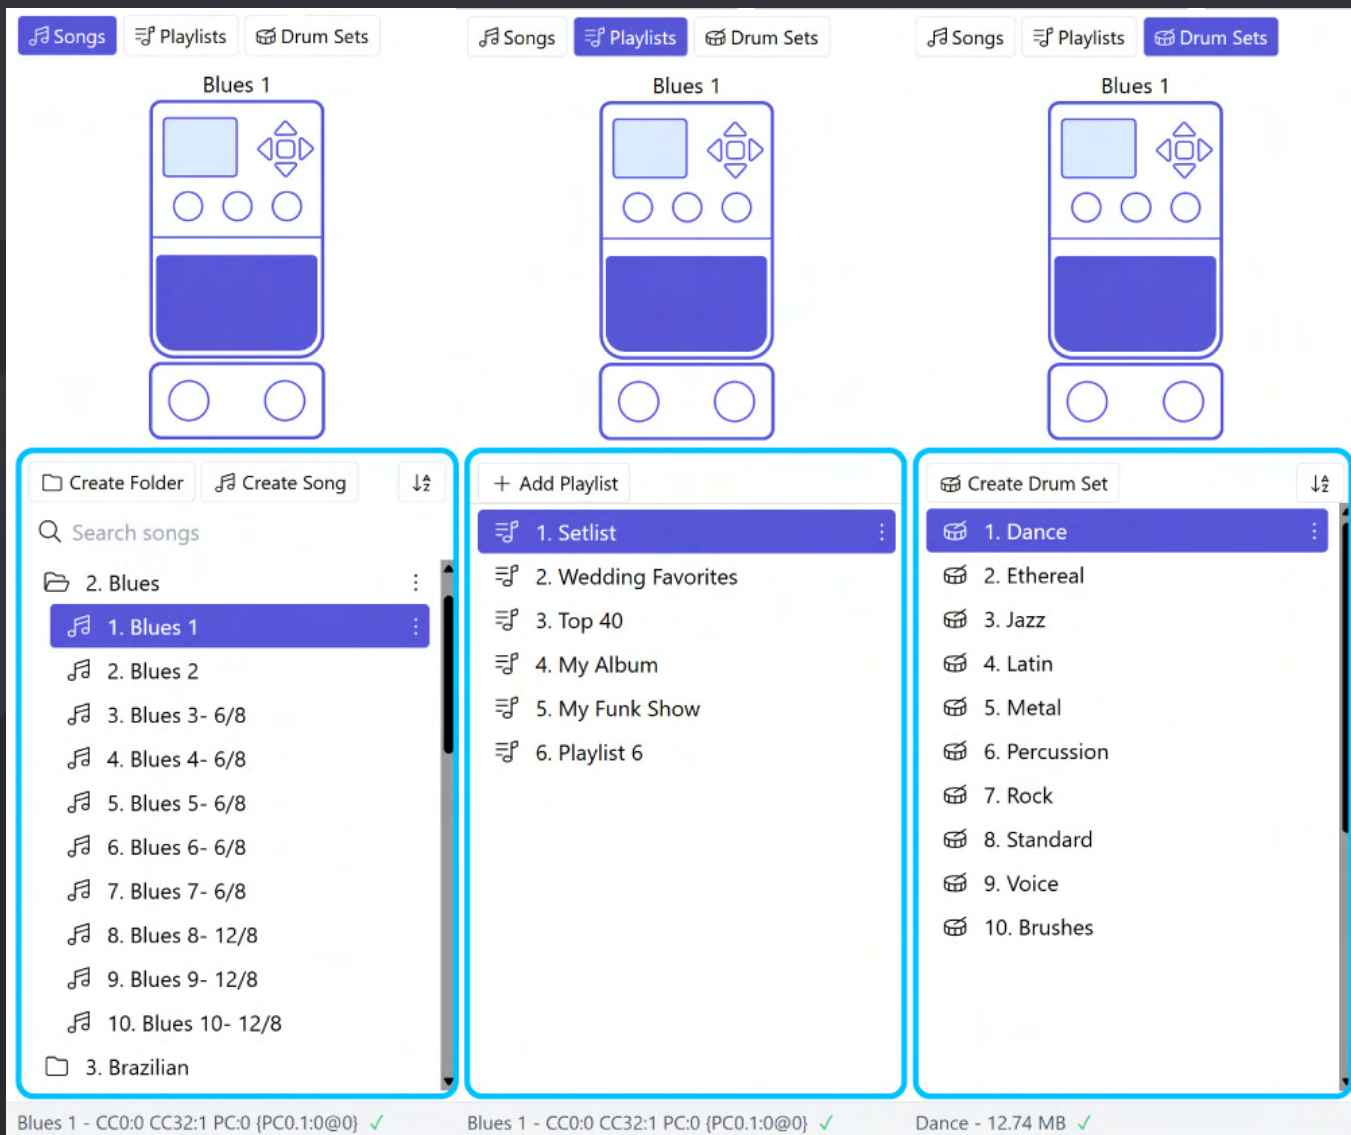 Songs Playlists Drum Sets
Blues 1
Create Folder Create Song
Search songs
2. Blues
1. Blues 1
2. Blues 2
3. Blues 3- 6/8
4. Blues 4- 6/8
5. Blues 5- 6/8
6. Blues 6- 6/8
7. Blues 7- 6/8
8. Blues 8- 12/8
9. Blues 9- 12/8
10. Blues 10- 12/8
3. Brazilian
Blues 1 - CC0:0 CC32:1 PC:0 {PC0.1:0@0} ✓
Songs Playlists Drum Sets
Blues 1
+ Add Playlist
1. Setlist
2. Wedding Favorites
3. Top 40
4. My Album
5. My Funk Show
6. Playlist 6
Blues 1 - CC0:0 CC32:1 PC:0 {PC0.1:0@0} ✓
Songs Playlists Drum Sets
Blues 1
Create Drum Set
1. Dance
2. Ethereal
3. Jazz
4. Latin
5. Metal
6. Percussion
7. Rock
8. Standard
9. Voice
10. Brushes
Dance - 12.74 MB ✓